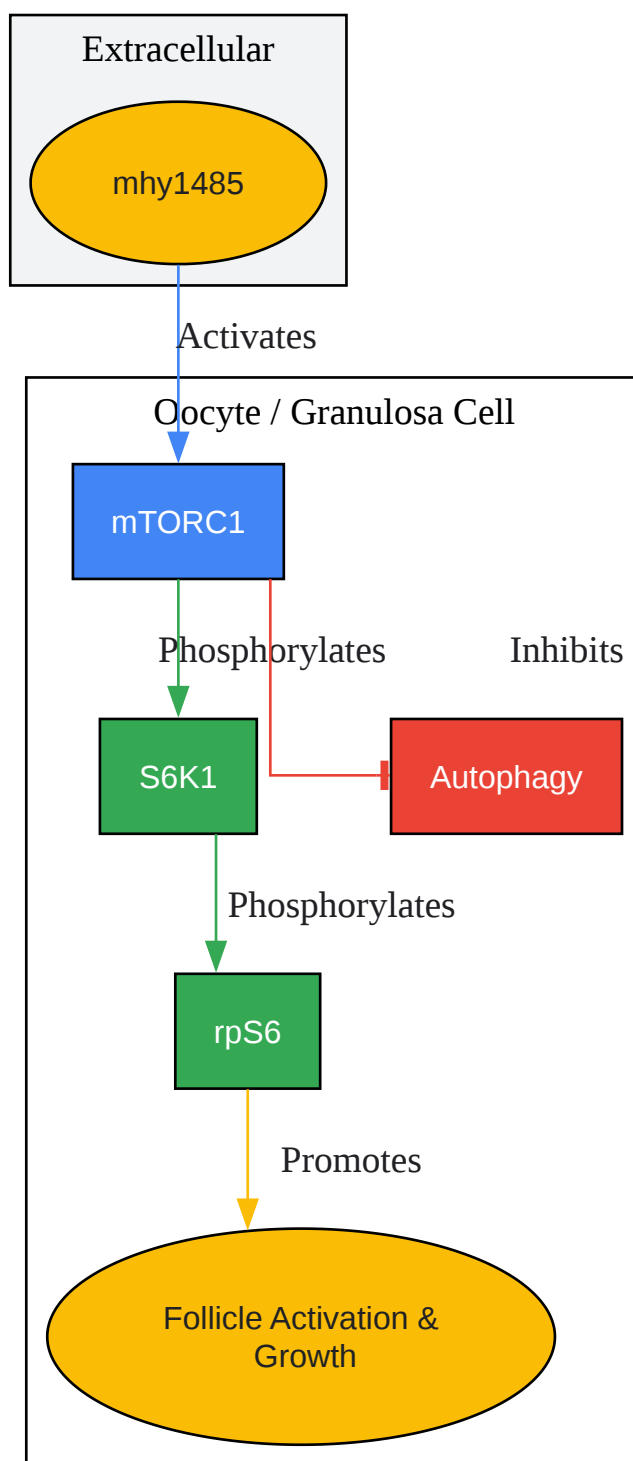 Extracellular
mhy1485
Activates
Oocyte / Granulosa Cell
mTORC1
Phosphorylates
Inhibits
S6K1
Autophagy
Phosphorylates
rpS6
Promotes
Follicle Activation &
Growth